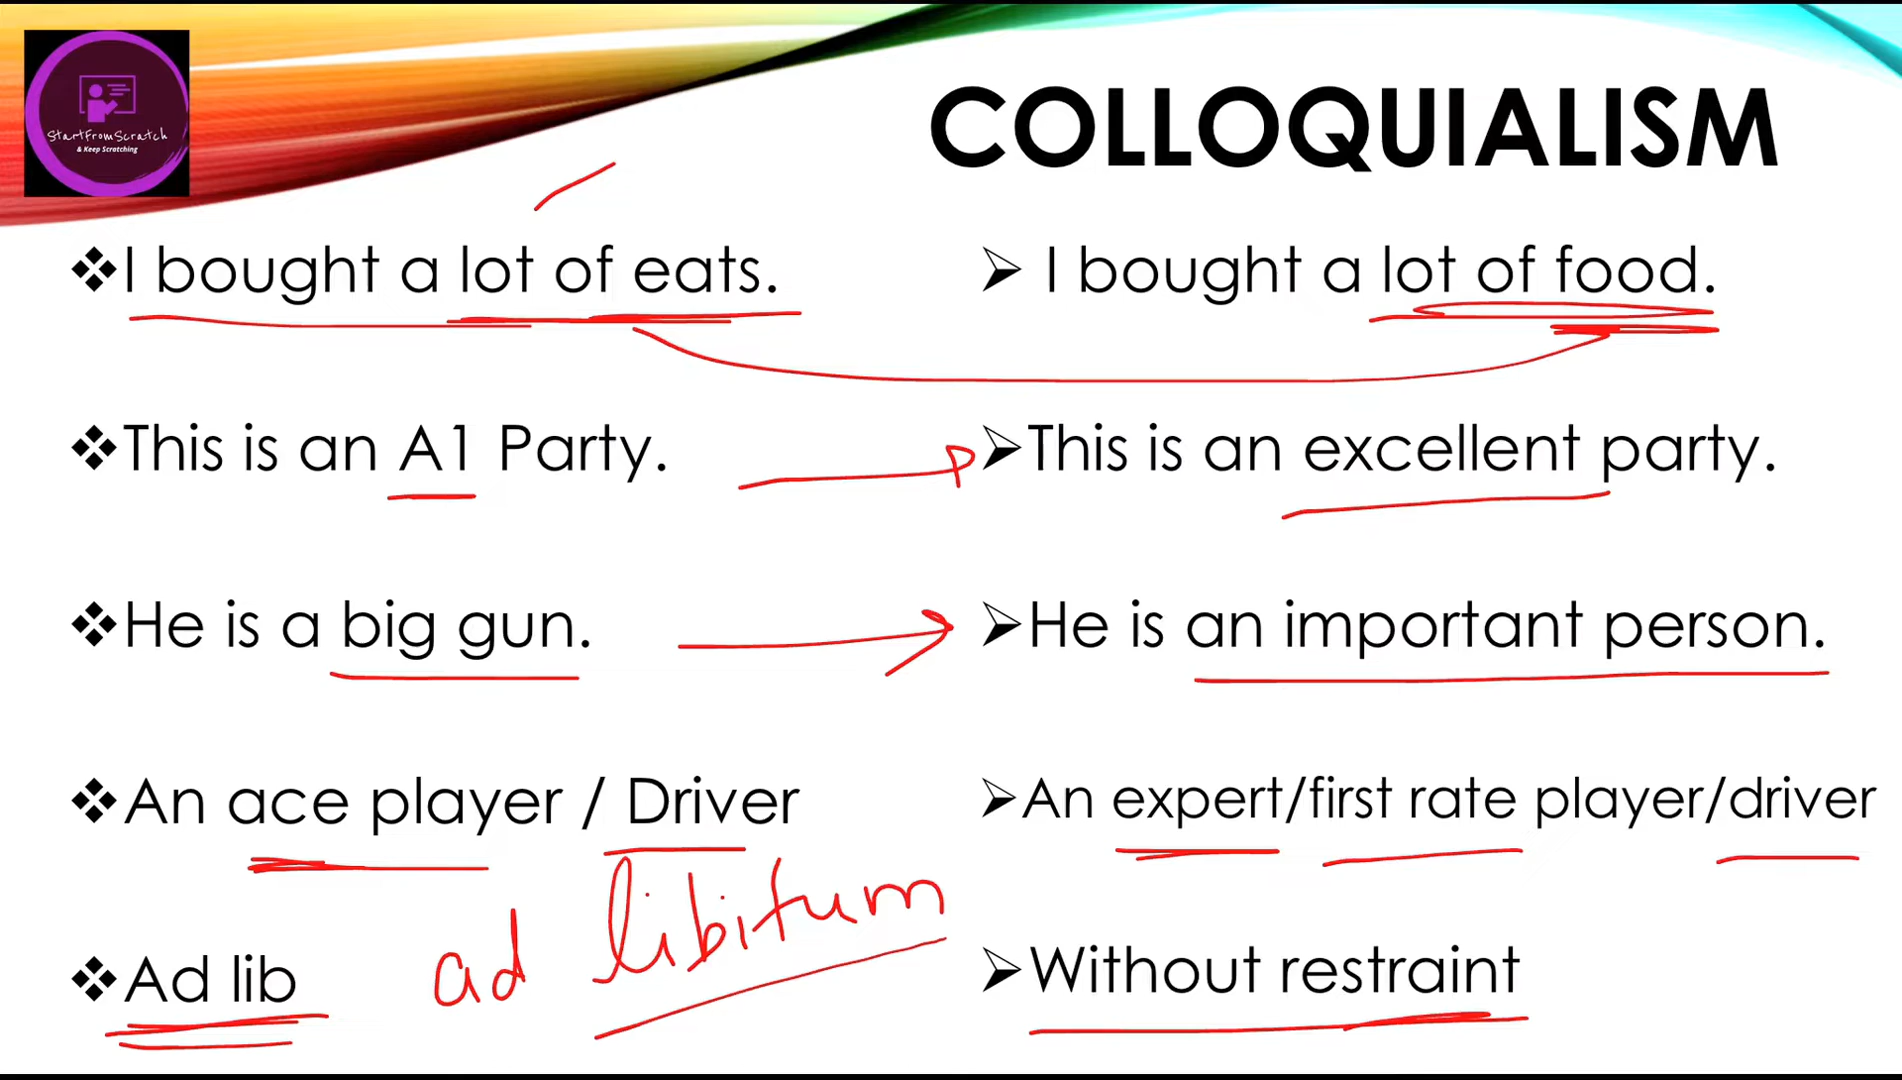 StartFromScratch
& Keep Scratching
COLLOQUIALISM
I bought a lot of eats.
I bought a lot of food.
This is an A1 Party.
This is an excellent party.
He is a big gun.
He is an important person.
An ace player / Driver
An expert/first rate player/driver
Ad lib
ad libitum
Without restraint